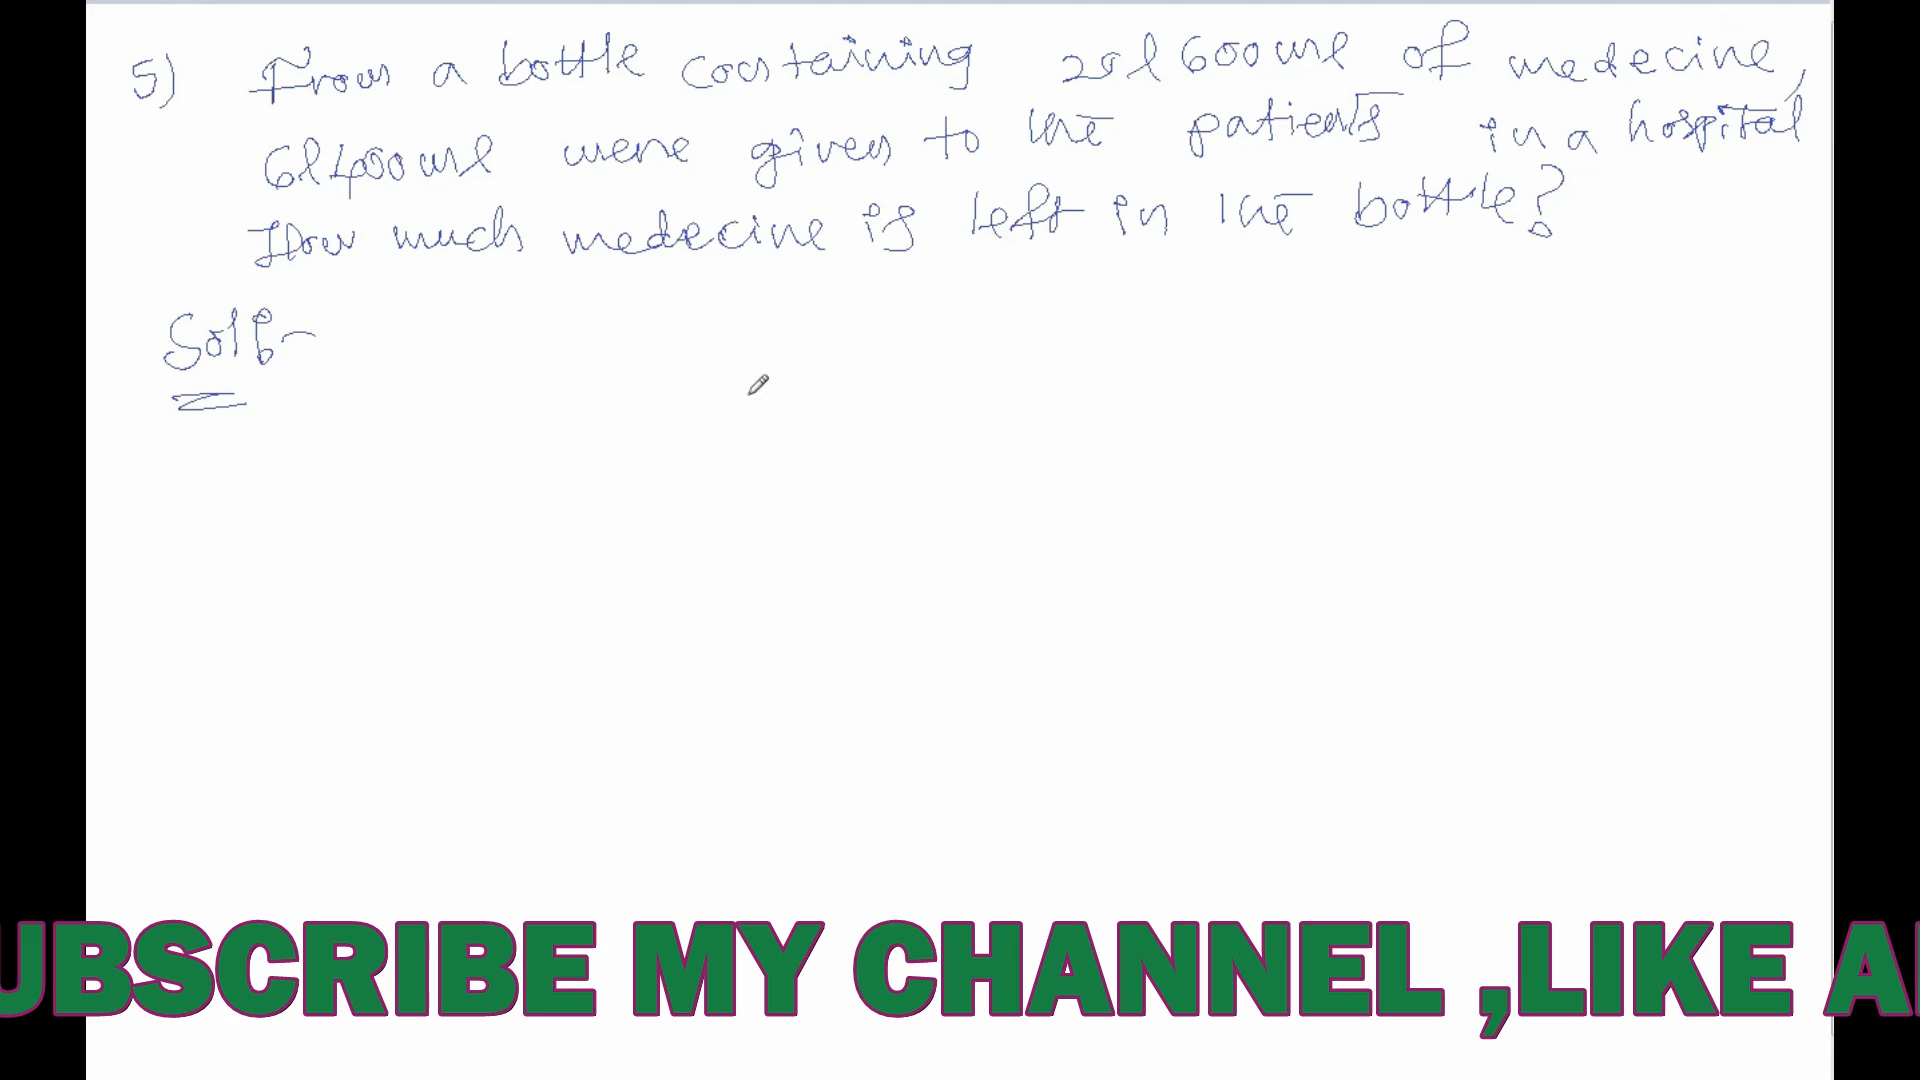 5) From a bottle containing 20l 600ml of medecine,
6l 400ml were given to the patients in a hospital
How much medecine is left in the bottle?
Sol:-
UBSCRIBE MY CHANNEL ,LIKE A